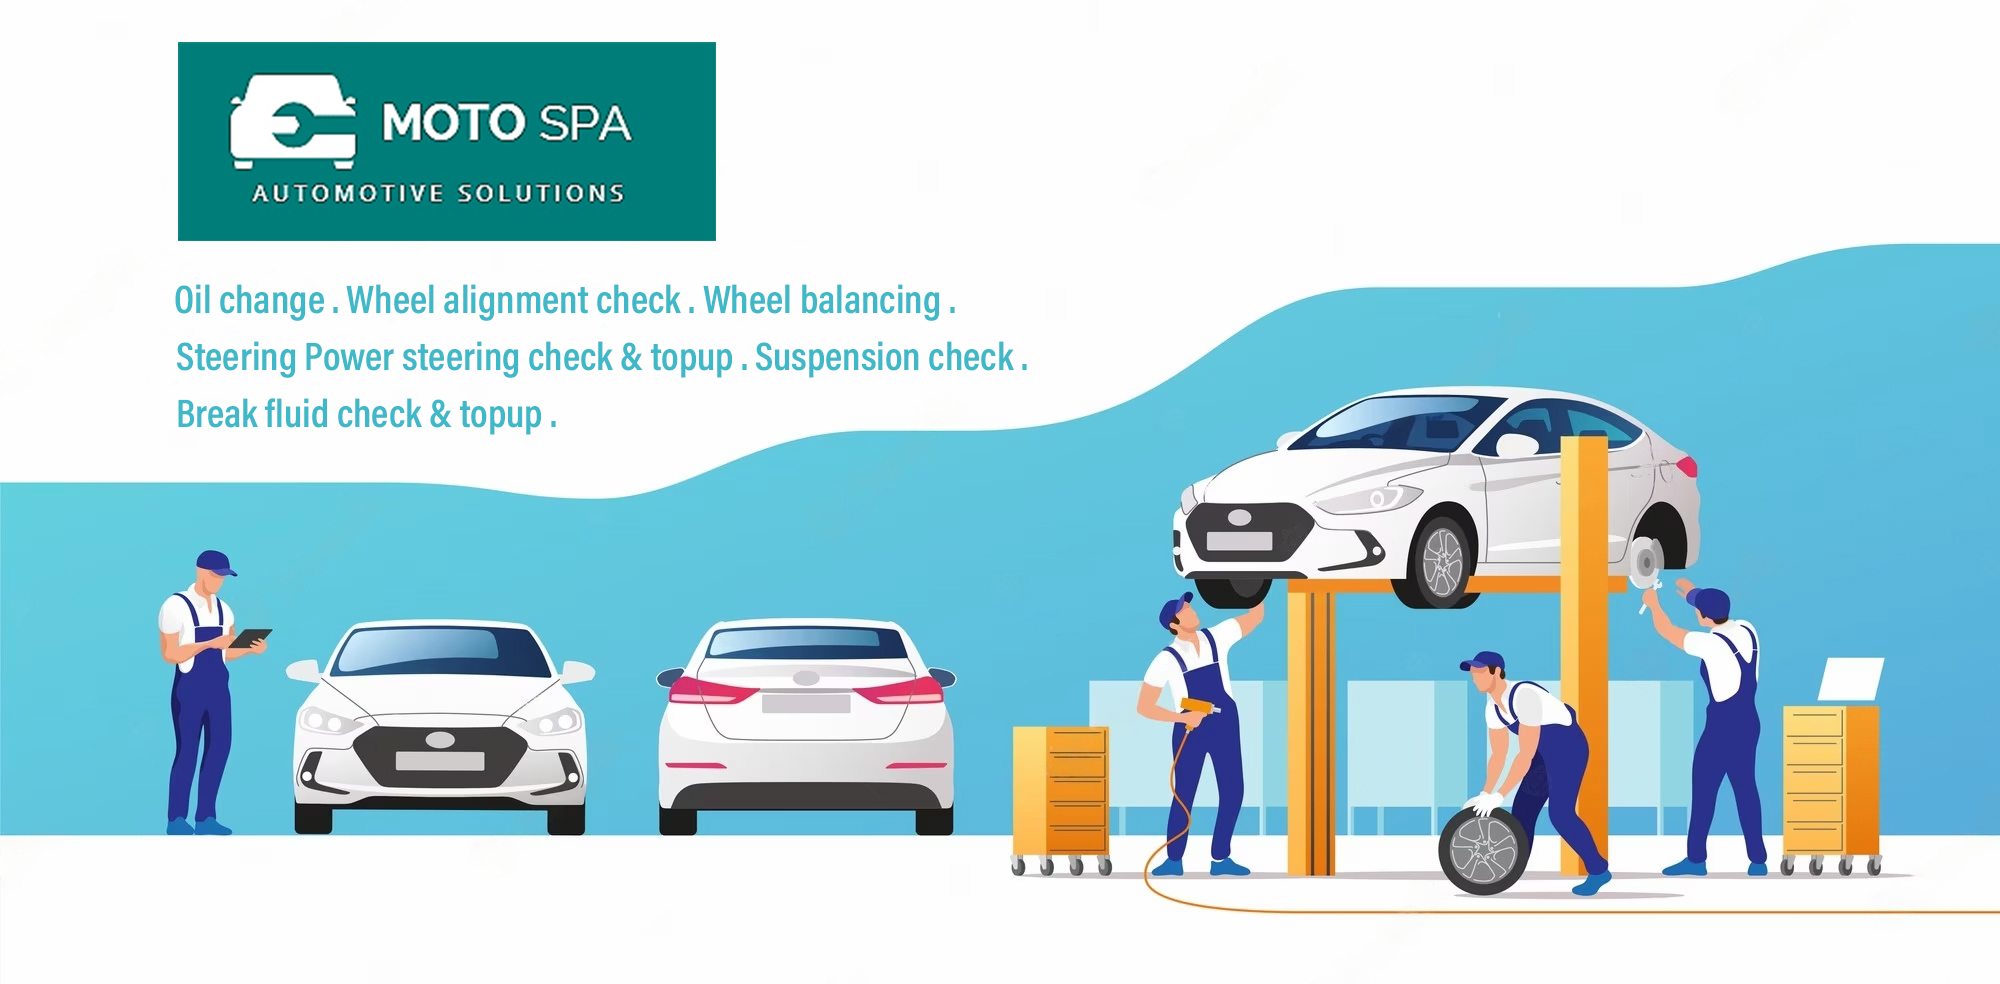 MOTO SPA
AUTOMOTIVE SOLUTIONS
Oil change . Wheel alignment check . Wheel balancing .
Steering Power steering check & topup . Suspension check .
Break fluid check & topup .